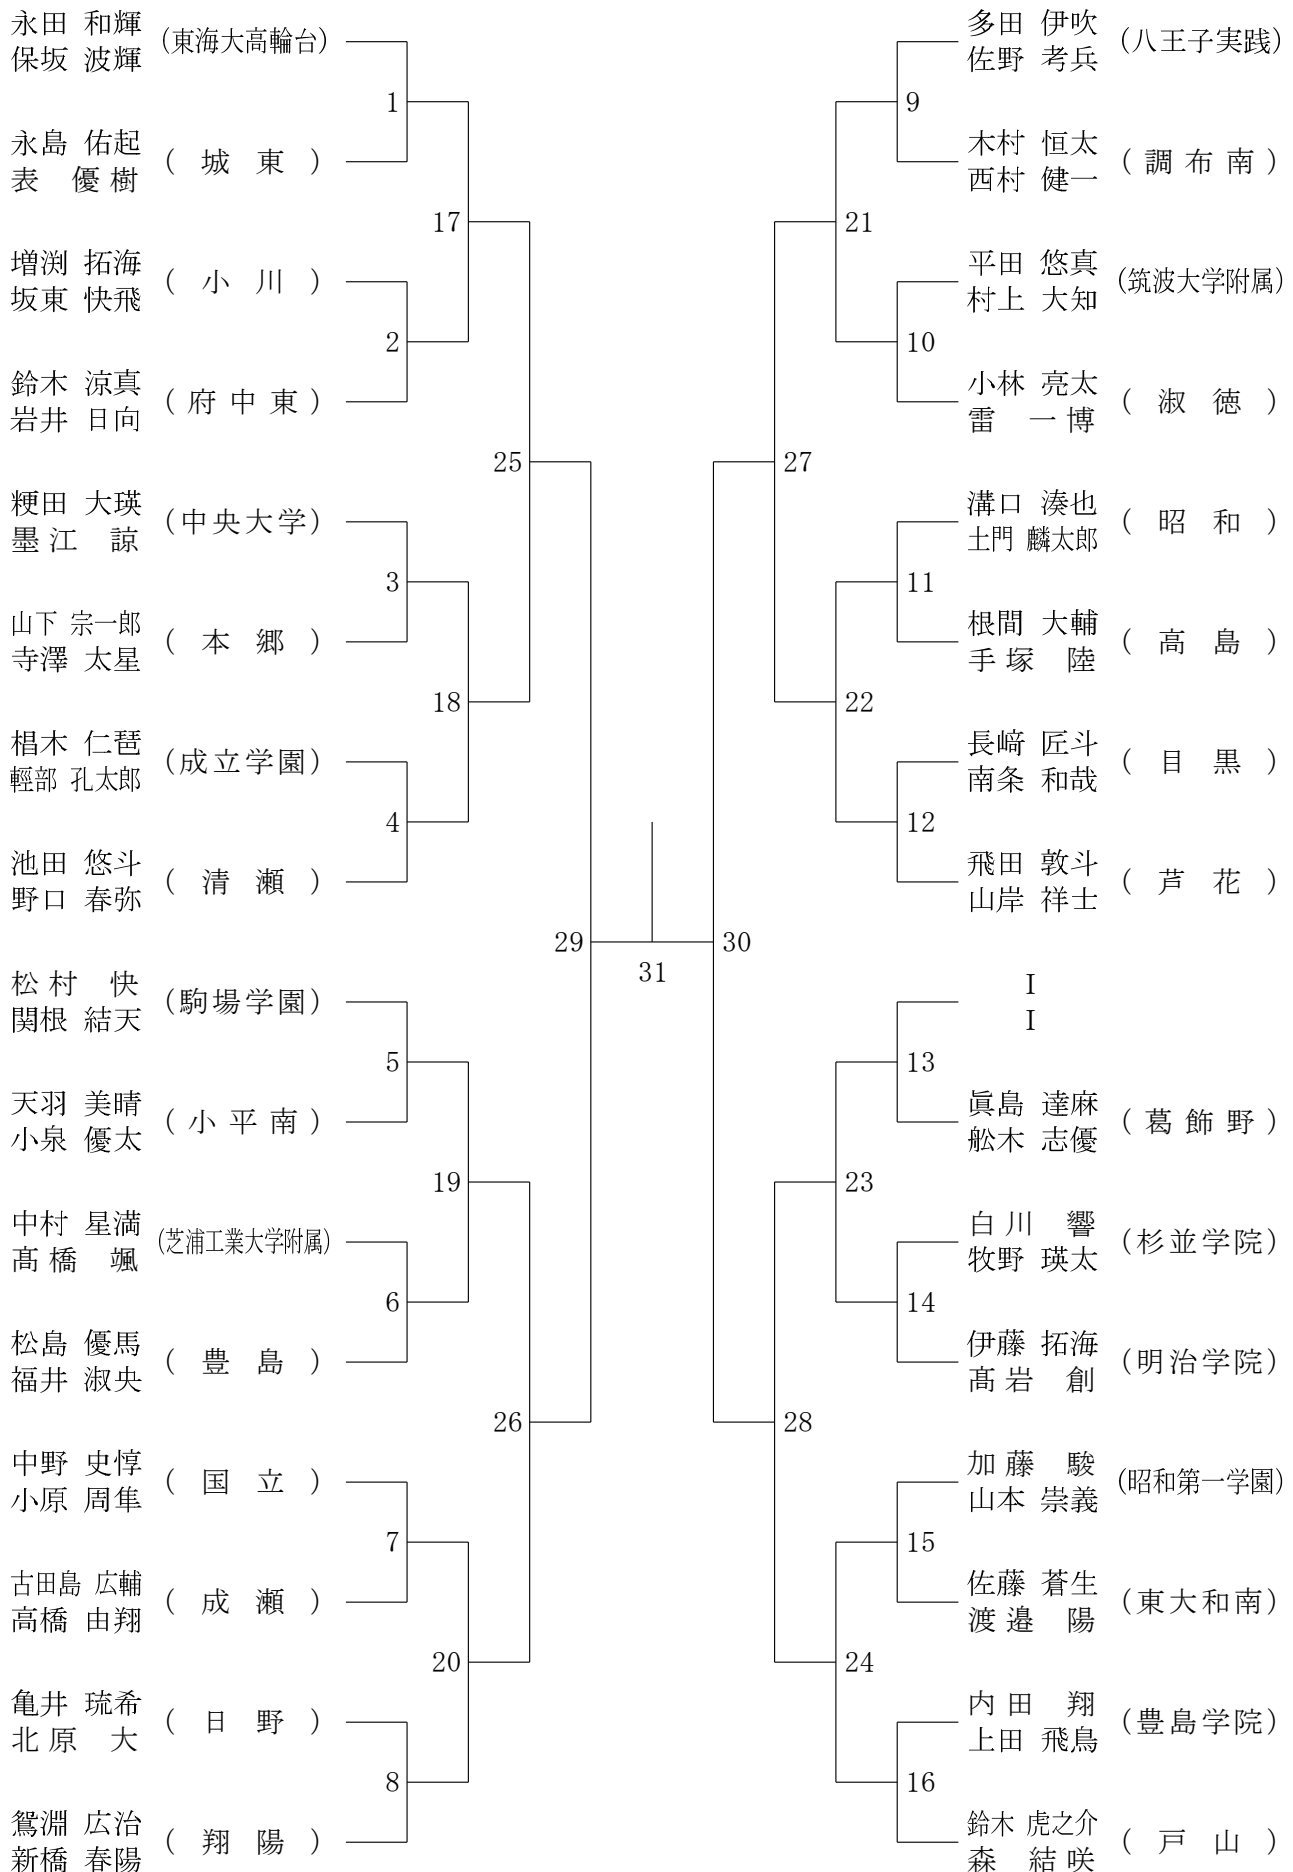 永田 和輝
保坂 波輝
(東海大高輪台)
1
永島 佑起
表 優樹
(城東)
17
増渕 拓海
坂東 快飛
(小川)
2
鈴木 涼真
岩井 日向
(府中東)
25
粳田 大瑛
墨江 諒
(中央大学)
3
山下 宗一郎
寺澤 太星
(本郷)
18
椙木 仁琶
輕部 孔太郎
(成立学園)
4
池田 悠斗
野口 春弥
(清瀬)
29
松村 快
関根 結天
(駒場学園)
5
天羽 美晴
小泉 優太
(小平南)
19
中村 星満
髙橋 颯
(芝浦工業大学附属)
6
松島 優馬
福井 淑央
(豊島)
26
中野 史惇
小原 周隼
(国立)
7
古田島 広輔
高橋 由翔
(成瀬)
20
亀井 琉希
北原 大
(日野)
8
鴛淵 広治
新橋 春陽
(翔陽)
31
多田 伊吹
佐野 考兵
(八王子実践)
9
木村 恒太
西村 健一
(調布南)
21
平田 悠真
村上 大知
(筑波大学附属)
10
小林 亮太
雷 一博
(淑徳)
27
溝口 湊也
土門 麟太郎
(昭和)
11
根間 大輔
手塚 陸
(高島)
22
長﨑 匠斗
南条 和哉
(目黒)
12
飛田 敦斗
山岸 祥士
(芦花)
30
I
I
13
眞島 達麻
舩木 志優
(葛飾野)
23
白川 響
牧野 瑛太
(杉並学院)
14
伊藤 拓海
髙岩 創
(明治学院)
28
加藤 駿
山本 崇義
(昭和第一学園)
15
佐藤 蒼生
渡邉 陽
(東大和南)
24
内田 翔
上田 飛鳥
(豊島学院)
16
鈴木 虎之介
森 結咲
(戸山)